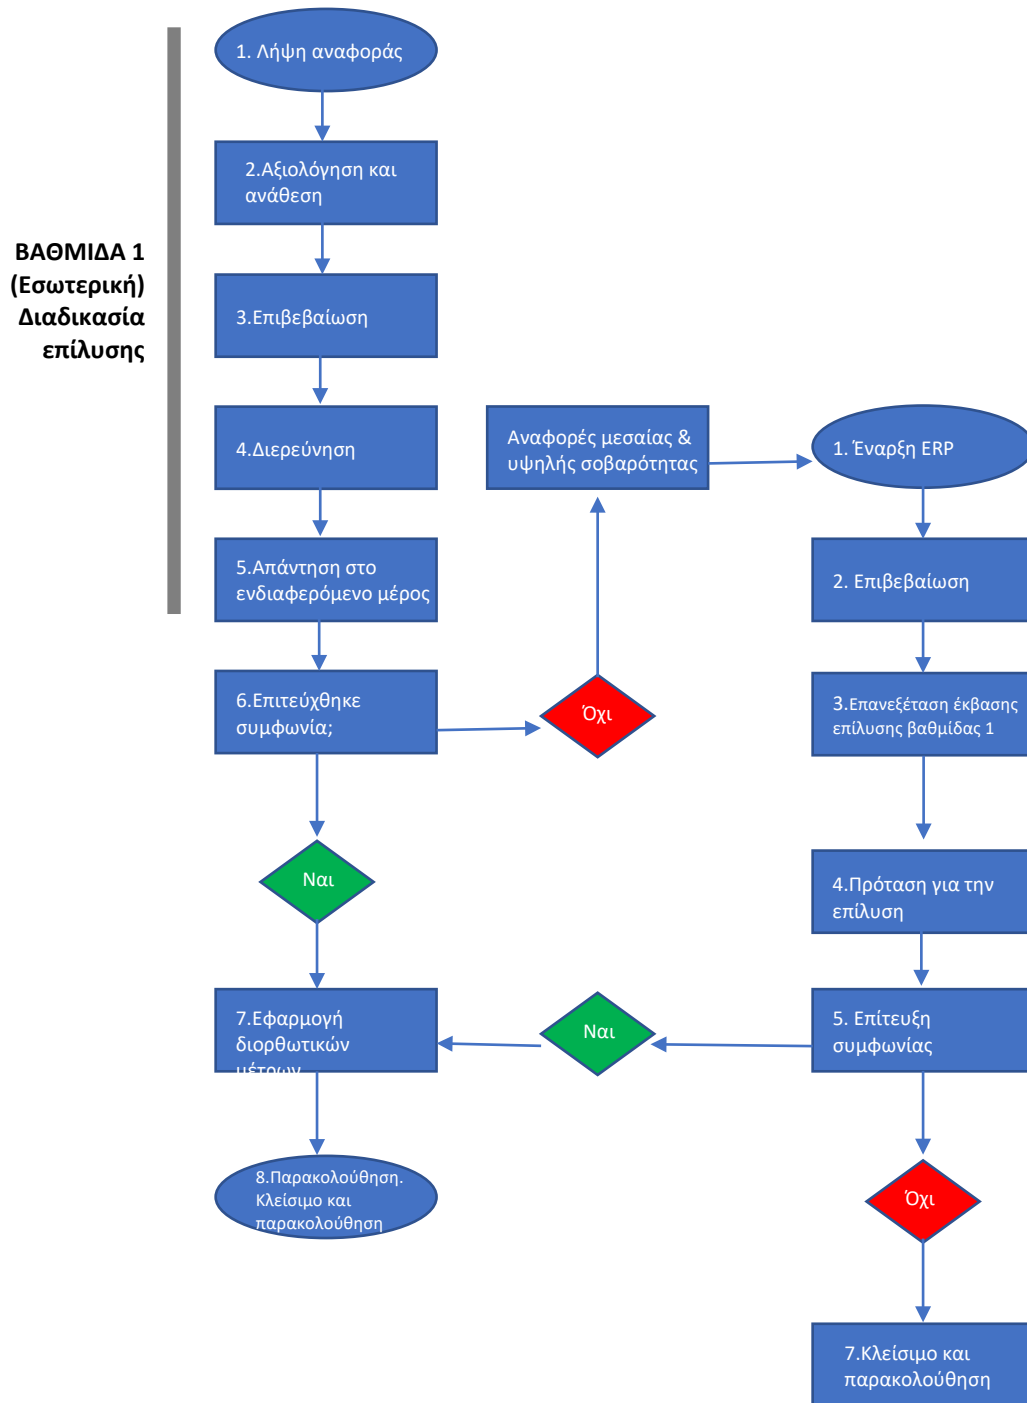 1. Λήψη αναφοράς
2.Αξιολόγηση και
ανάθεση
ΒΑΘΜΙΔΑ 1
(Εσωτερική)
Διαδικασία
επίλυσης
3.Επιβεβαίωση
4.Διερεύνηση
5.Απάντηση στο
ενδιαφερόμενο μέρος
6.Επιτεύχθηκε
συμφωνία;
Όχι
Αναφορές μεσαίας &
υψηλής σοβαρότητας
Ναι
7.Εφαρμογή
διορθωτικών
μέτρων
8.Παρακολούθηση.
Κλείσιμο και
παρακολούθηση
1. Έναρξη ERP
2. Επιβεβαίωση
3.Επανεξέταση έκβασης
επίλυσης βαθμίδας 1
4.Πρόταση για την
επίλυση
5. Επίτευξη
συμφωνίας
Ναι
Όχι
7.Κλείσιμο και
παρακολούθηση